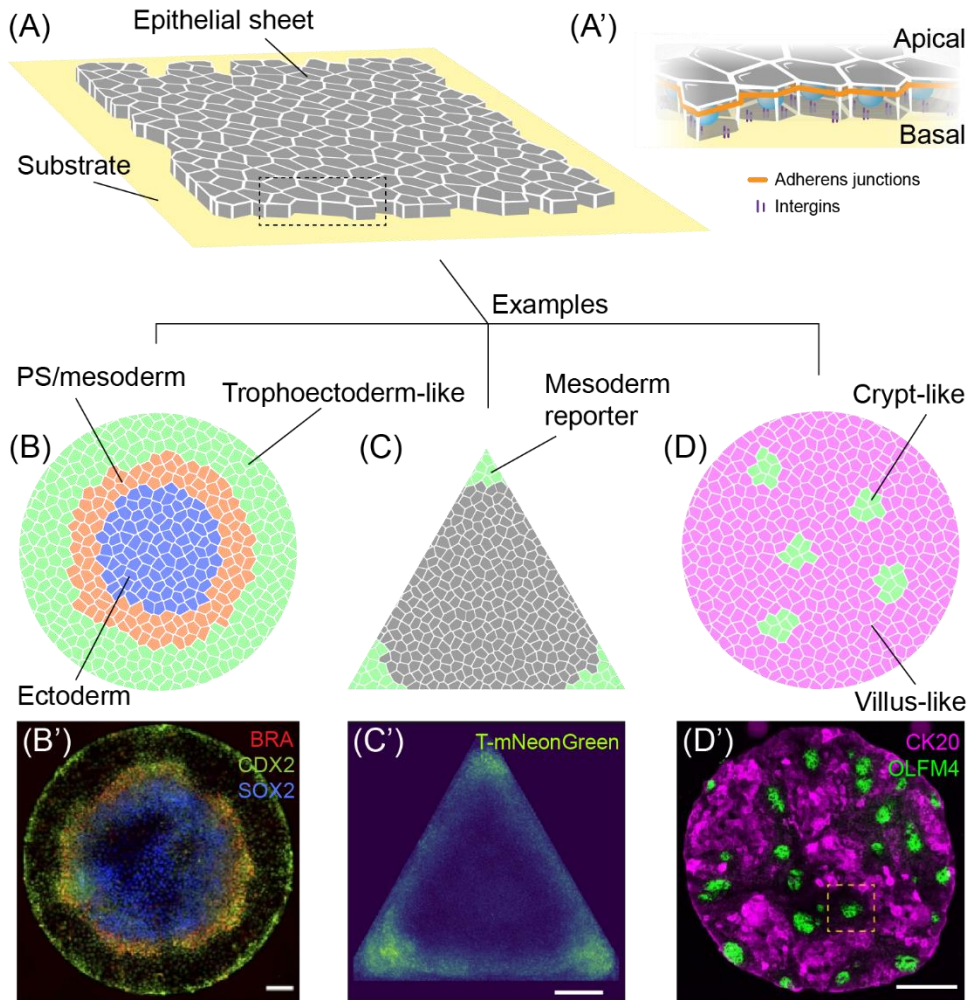 (A)
Epithelial sheet
Substrate
(A')
Apical
Basal
Adherens junctions
Intergins
Examples
PS/mesoderm
Trophoectoderm-like
(B)
Ectoderm
Mesoderm
reporter
(C)
Crypt-like
(D)
Villus-like
(B')
BRA
CDX2
SOX2
(C')
T-mNeonGreen
(D')
CK20
OLFM4